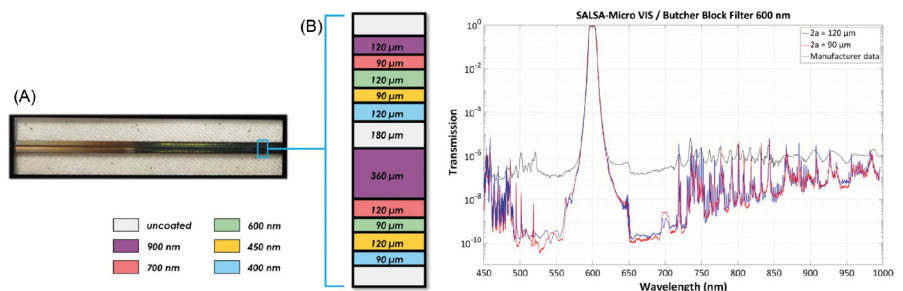 (A)
uncoated
900 nm
700 nm
600 nm
450 nm
400 nm
(B)
120 µm
90 µm
120 µm
90 µm
120 µm
180 µm
360 µm
120 µm
90 µm
120 µm
90 µm
SALSA-Micro VIS / Butcher Block Filter 600 nm
2a = 120 µm
2a = 90 µm
Manufacturer data
Transmission
10^0
10^-2
10^-4
10^-6
10^-8
10^-10
450 500 550 600 650 700 750 800 850 900 950 1000
Wavelength (nm)